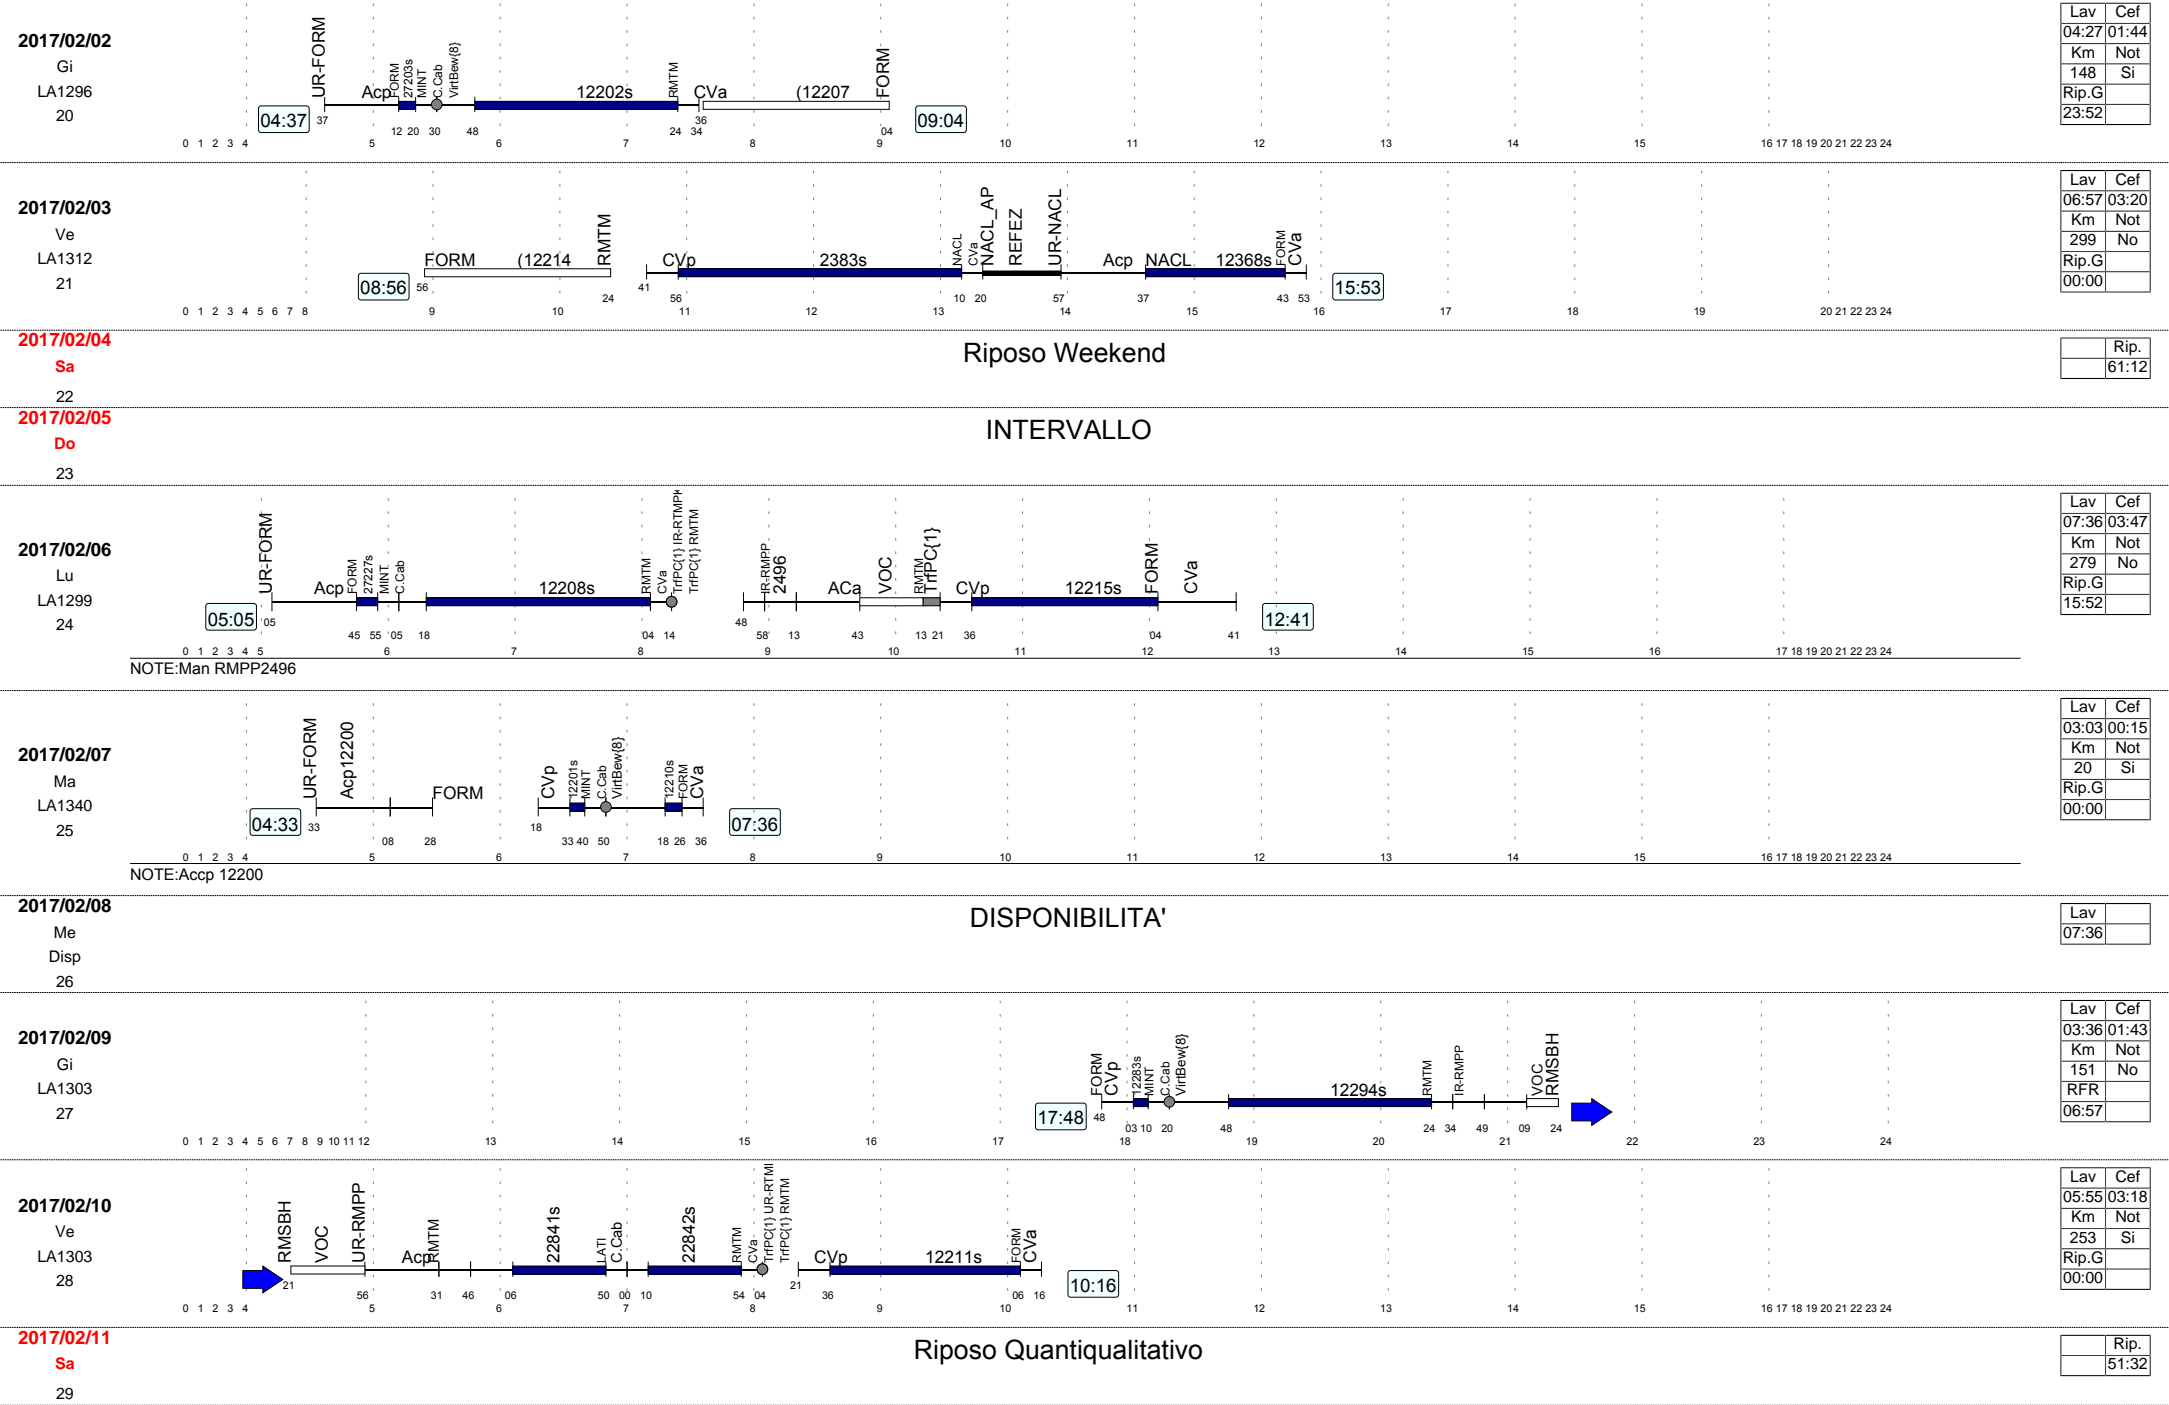 2017/02/02
Gi
LA1296
20
04:37
UR-FORM
Acp
FORM
27203s
MINT
C.Cab
VirtBew{8}
12202s
RMTM
CVa
(12207
FORM
09:04
37 12 20 30 48 24 34 36 04
0 1 2 3 4 5 6 7 8 9 10 11 12 13 14 15 16 17 18 19 20 21 22 23 24
Lav Cef
04:27 01:44
Km Not
148 Si
Rip.G
23:52
2017/02/03
Ve
LA1312
21
08:56
FORM
(12214
RMTM
CVp
2383s
NACL
CVa
NACL_AP
REFEZ
UR-NACL
Acp
NACL
12368s
FORM
CVa
15:53
56 24 41 56 10 20 57 37 43 53
0 1 2 3 4 5 6 7 8 9 10 11 12 13 14 15 16 17 18 19 20 21 22 23 24
Lav Cef
06:57 03:20
Km Not
299 No
Rip.G
00:00
2017/02/04
Sa
22
Riposo Weekend
Rip.
61:12
2017/02/05
Do
23
INTERVALLO
2017/02/06
Lu
LA1299
24
05:05
UR-FORM
Acp
FORM
27227s
MINT
C.Cab
12208s
RMTM
CVa
TrfPC{1} IR-RTMPH
TrfPC{1} RMTM
IR-RMPP
2496
ACa
VOC
RMTM
TrfPC{1}
CVp
12215s
FORM
CVa
12:41
05 45 55 05 18 04 14 48 58 13 43 13 21 36 04 41
0 1 2 3 4 5 6 7 8 9 10 11 12 13 14 15 16 17 18 19 20 21 22 23 24
NOTE:Man RMPP2496
Lav Cef
07:36 03:47
Km Not
279 No
Rip.G
15:52
2017/02/07
Ma
LA1340
25
04:33
UR-FORM
Acp12200
FORM
CVp
12201s
MINT
C.Cab
VirtBew{8}
12210s
FORM
CVa
07:36
33 08 28 18 33 40 50 18 26 36
0 1 2 3 4 5 6 7 8 9 10 11 12 13 14 15 16 17 18 19 20 21 22 23 24
NOTE:Accp 12200
Lav Cef
03:03 00:15
Km Not
20 Si
Rip.G
00:00
2017/02/08
Me
Disp
26
DISPONIBILITA'
Lav
07:36
2017/02/09
Gi
LA1303
27
17:48
FORM
CVp
12283s
MINT
C.Cab
VirtBew{8}
12294s
RMTM
IR-RMPP
VOC
RMSBH
48 03 10 20 48 24 34 49 09 24
0 1 2 3 4 5 6 7 8 9 10 11 12 13 14 15 16 17 18 19 20 21 22 23 24
Lav Cef
03:36 01:43
Km Not
151 No
RFR
06:57
2017/02/10
Ve
LA1303
28
RMSBH
VOC
UR-RMPP
Acp
RMTM
22841s
LATI
C.Cab
22842s
RMTM
CVa
TrfPC{1} UR-RTMI
TrfPC{1} RMTM
CVp
12211s
FORM
CVa
10:16
21 56 31 46 06 50 00 10 54 04 21 36 06 16
0 1 2 3 4 5 6 7 8 9 10 11 12 13 14 15 16 17 18 19 20 21 22 23 24
Lav Cef
05:55 03:18
Km Not
253 Si
Rip.G
00:00
2017/02/11
Sa
29
Riposo Quantiqualitativo
Rip.
51:32